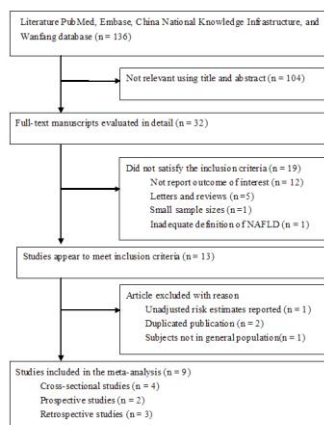 Literature PubMed, Embase, China National Knowledge Infrastructure, and
Wanfang database (n = 136)
Not relevant using title and abstract (n = 104)
Full-text manuscripts evaluated in detail (n = 32)
Did not satisfy the inclusion criteria (n = 19)
Not report outcome of interest (n = 12)
Letters and reviews (n =5)
Small sample sizes (n =1)
Inadequate definition of NAFLD (n = 1)
Studies appear to meet inclusion criteria (n = 13)
Article excluded with reason
Unadjusted risk estimates reported (n = 1)
Duplicated publication (n = 2)
Subjects not in general population(n = 1)
Studies included in the meta-analysis (n = 9)
Cross-sectional studies (n = 4)
Prospective studies (n = 2)
Retrospective studies (n = 3)